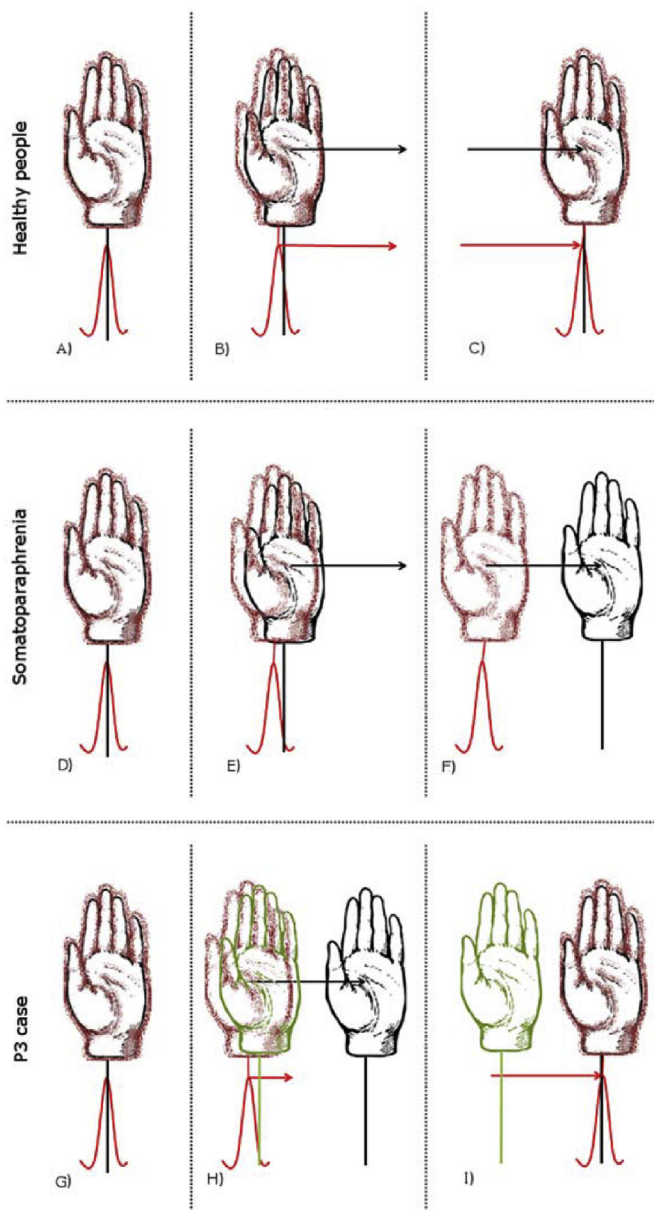 Healthy people
A)
B)
C)
Somatoparaphrenia
D)
E)
F)
P3 case
G)
H)
I)